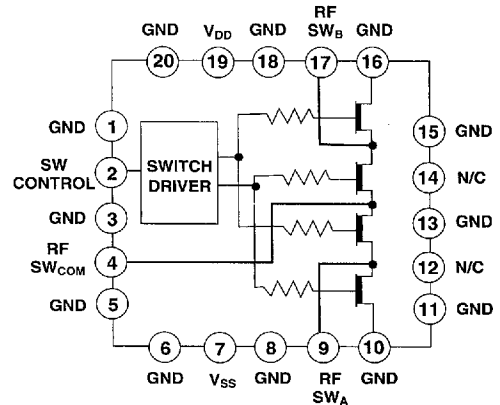 GND V_DD GND RF SW_B GND
20 19 18 17 16
GND 1
SW CONTROL 2
GND 3
RF SW_COM 4
GND 5
SWITCH
DRIVER
15 GND
14 N/C
13 GND
12 N/C
11 GND
6 7 8 9 10
GND V_SS GND RF SW_A GND